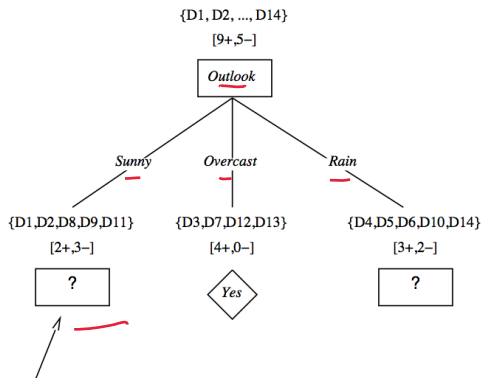 {D1, D2, ..., D14}
[9+,5−]
Outlook
Sunny Overcast Rain
{D1,D2,D8,D9,D11} {D3,D7,D12,D13} {D4,D5,D6,D10,D14}
[2+,3−] [4+,0−] [3+,2−]
? Yes ?